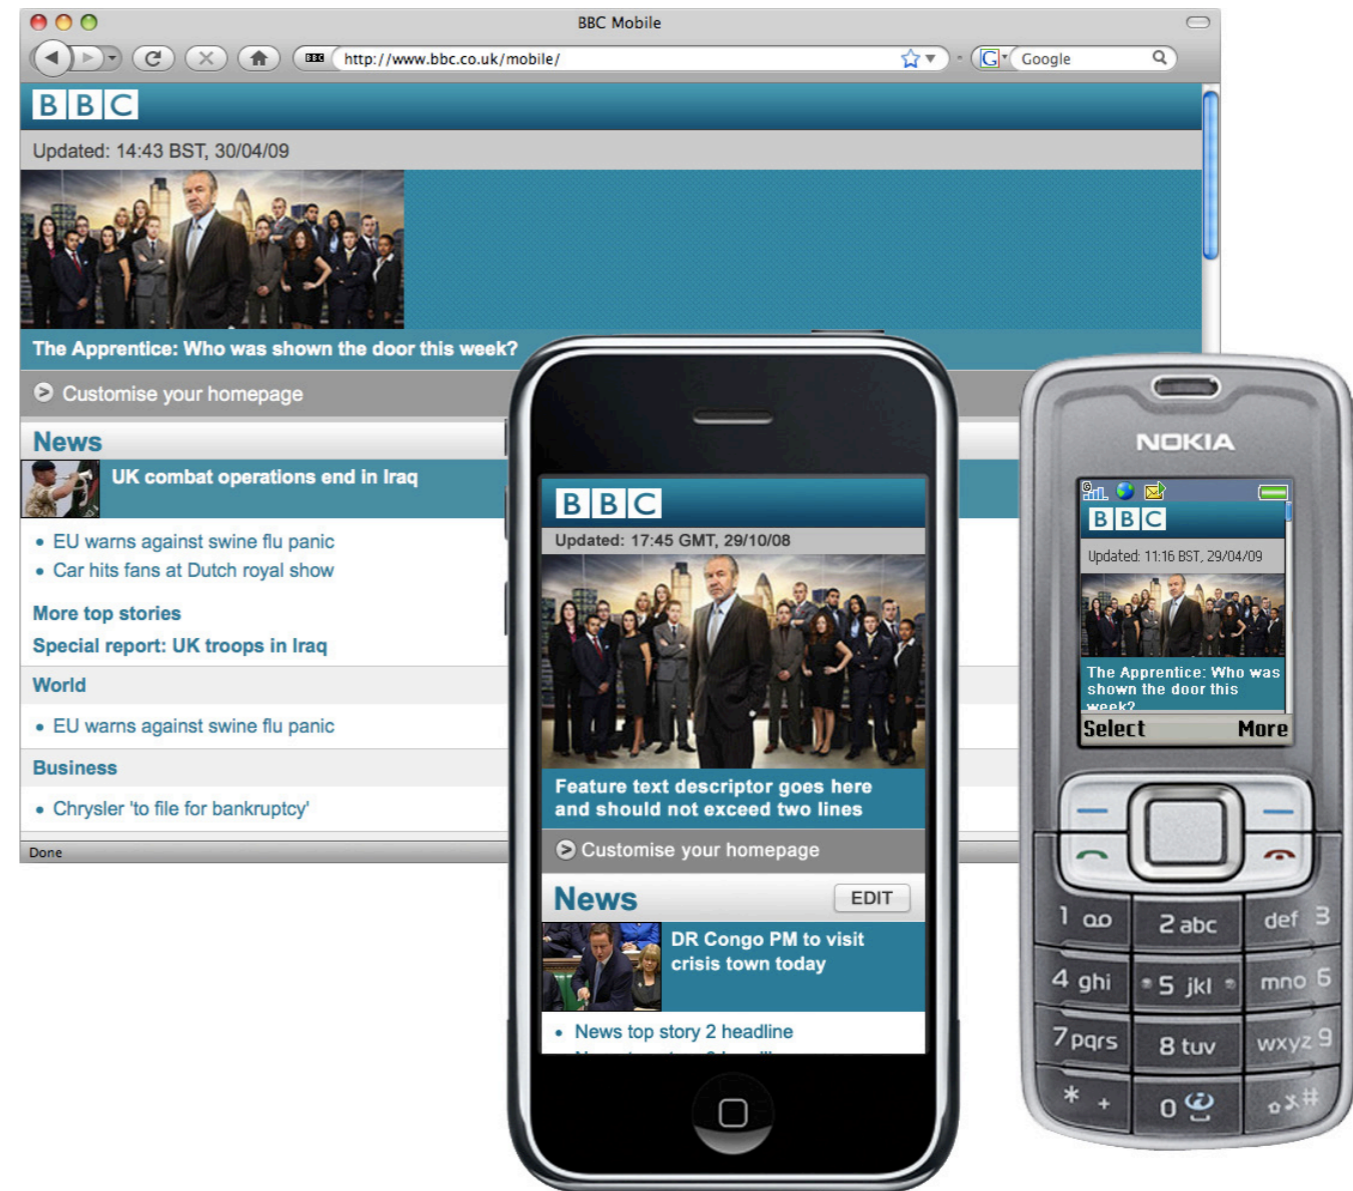 BBC Mobile
http://www.bbc.co.uk/mobile/
Google
BBC
Updated: 14:43 BST, 30/04/09
The Apprentice: Who was shown the door this week?
Customise your homepage
News
UK combat operations end in Iraq
EU warns against swine flu panic
Car hits fans at Dutch royal show
More top stories
Special report: UK troops in Iraq
World
EU warns against swine flu panic
Business
Chrysler 'to file for bankruptcy'
Done
BBC
Updated: 17:45 GMT, 29/10/08
Feature text descriptor goes here
and should not exceed two lines
Customise your homepage
News
EDIT
DR Congo PM to visit
crisis town today
News top story 2 headline
NOKIA
BBC
Updated: 11:16 BST, 29/04/09
The Apprentice: Who was
shown the door this
week?
Select More
1 2 abc def 3
4 ghi 5 jkl mno 6
7 pqrs 8 tuv wxyz 9
* + 0 #